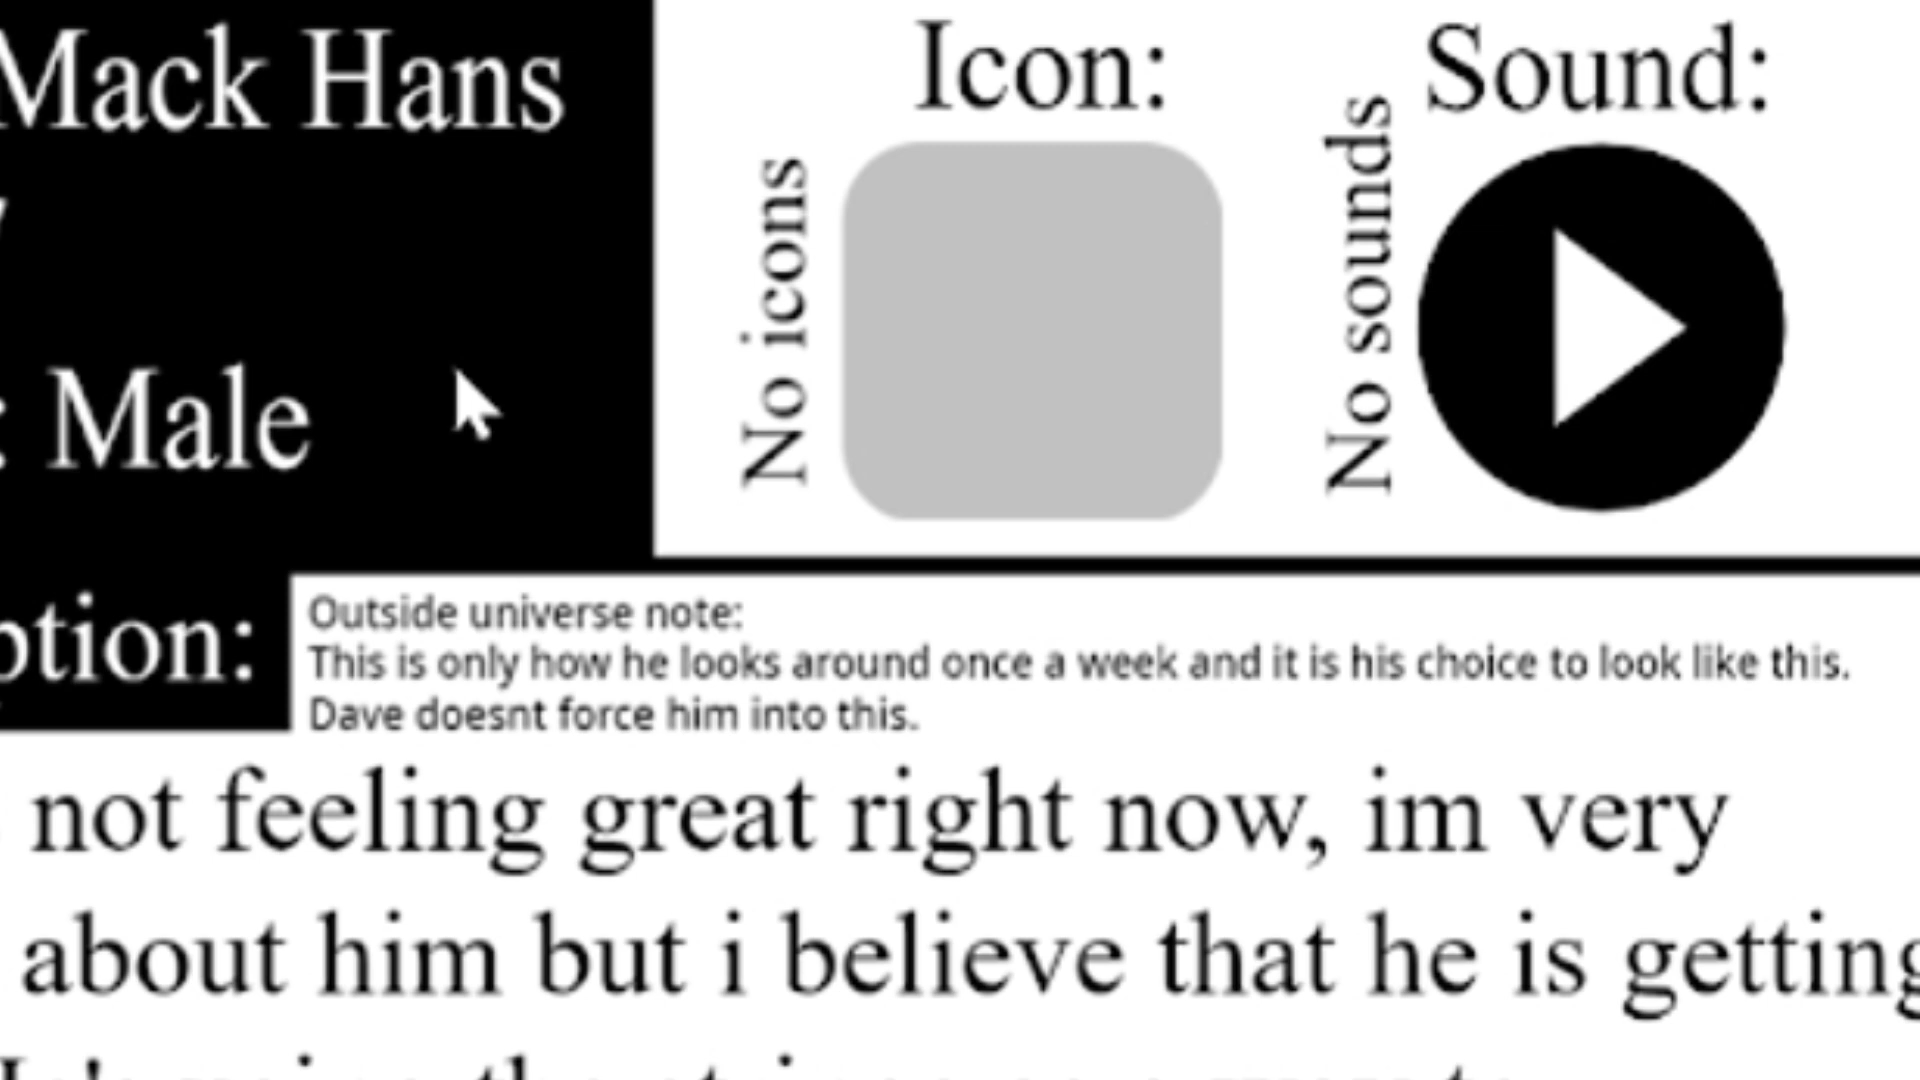 Mack Hans
: Male
Icon:
No icons
Sound:
No sounds
ption:
Outside universe note:
This is only how he looks around once a week and it is his choice to look like this.
Dave doesnt force him into this.
not feeling great right now, im very
about him but i believe that he is getting